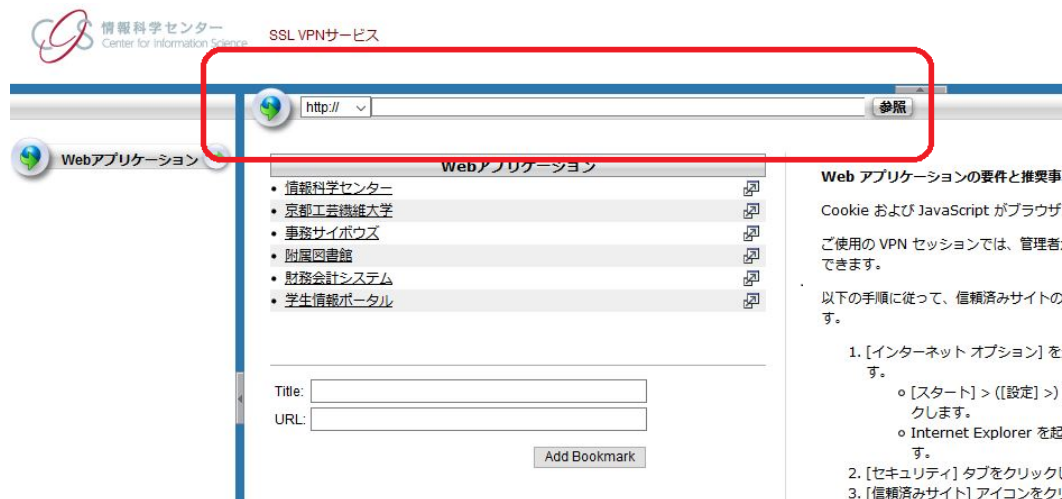 情報科学センター
Center for Information Science
SSL VPNサービス
http://
参照
Webアプリケーション
Webアプリケーション
• 情報科学センター
• 京都工芸繊維大学
• 事務サイボウズ
• 附属図書館
• 財務会計システム
• 学生情報ポータル
Title:
URL:
Add Bookmark
Web アプリケーションの要件と推奨事
Cookie および JavaScript がブラウザ
ご使用の VPN セッションでは、管理者
できます。
以下の手順に従って、信頼済みサイトの
す。
1. [インターネット オプション] を
す。
[スタート] > ([設定] >)
クします。
Internet Explorer を起
す。
2. [セキュリティ] タブをクリック
3. [信頼済みサイト] アイコンをク